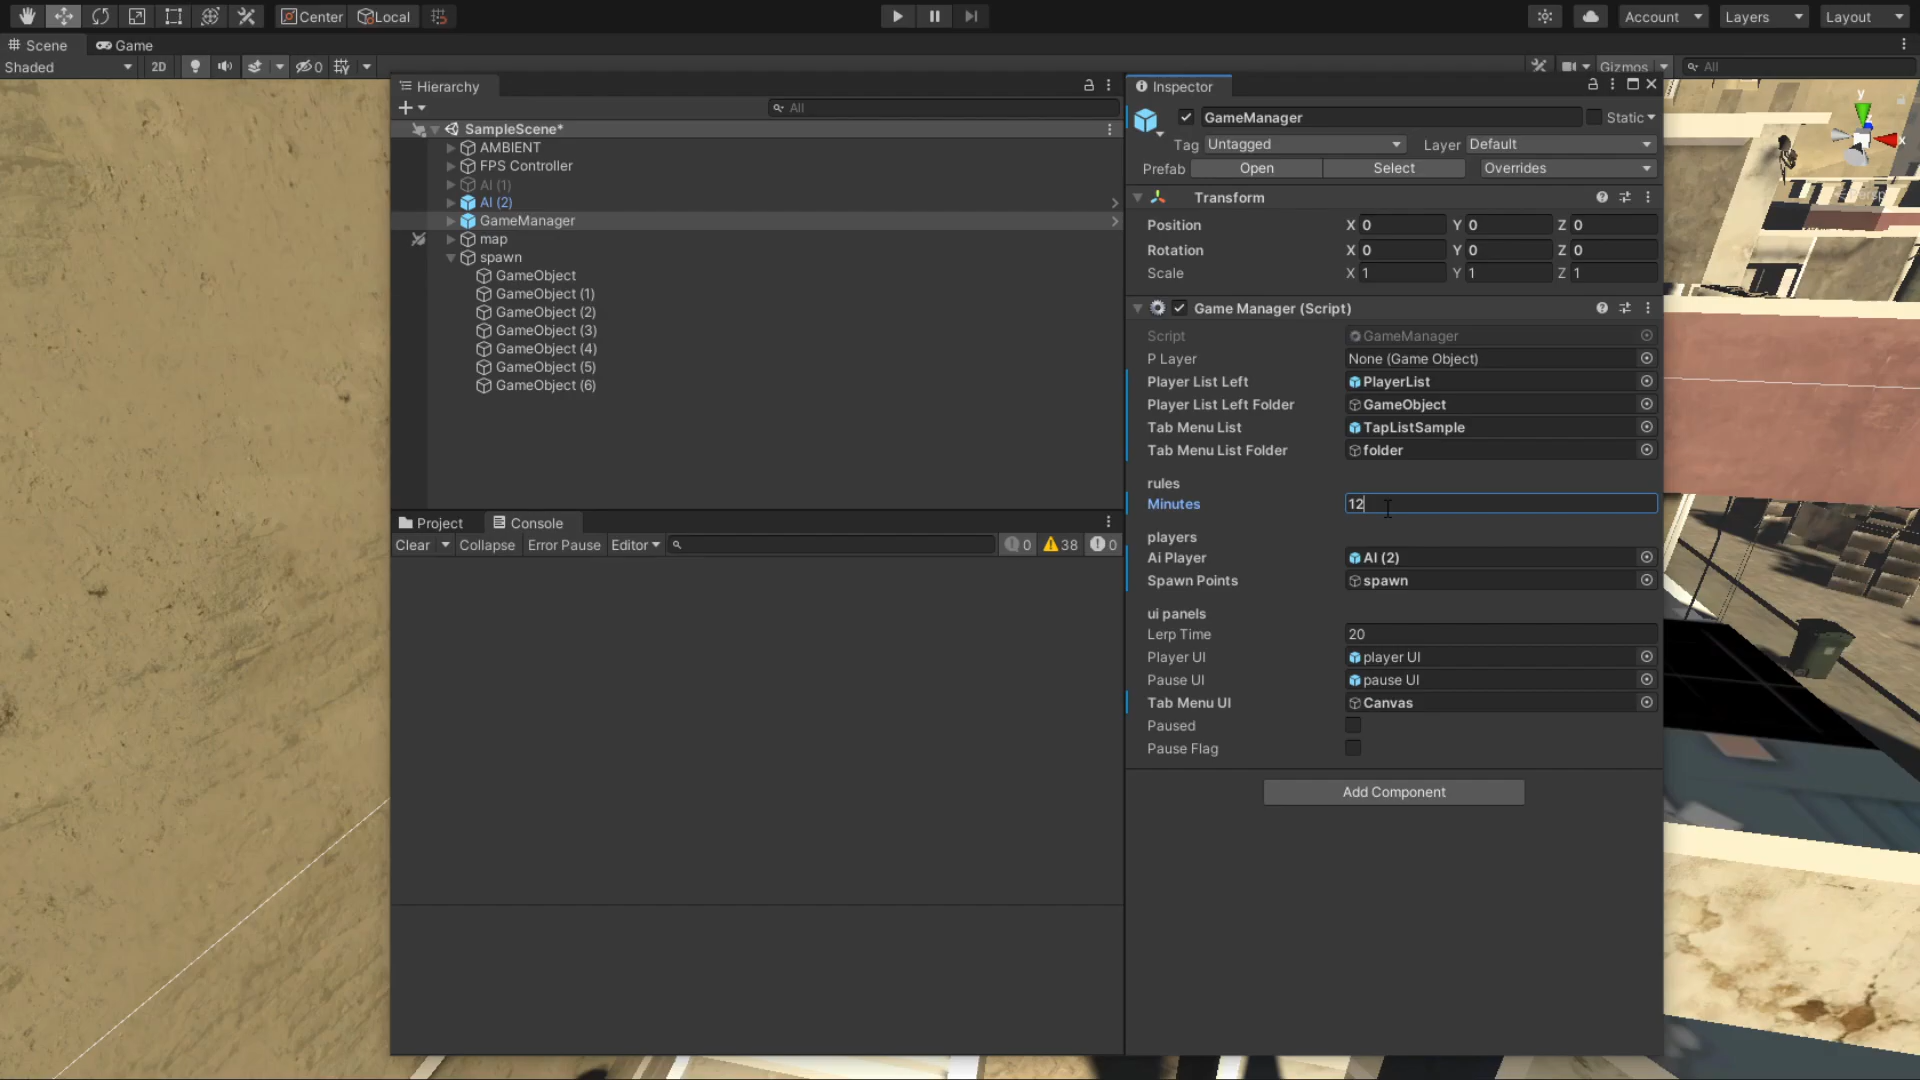 Center
Local
Account
Layers
Layout
Scene
Game
Shaded
2D
0
Gizmos
All
Hierarchy
All
SampleScene*
AMBIENT
FPS Controller
AI (1)
AI (2)
GameManager
map
spawn
GameObject
GameObject (1)
GameObject (2)
GameObject (3)
GameObject (4)
GameObject (5)
GameObject (6)
Project
Console
Clear
Collapse
Error Pause
Editor
0
38
0
Inspector
GameManager
Static
Tag Untagged
Layer Default
Prefab
Open
Select
Overrides
Transform
Position X 0 Y 0 Z 0
Rotation X 0 Y 0 Z 0
Scale X 1 Y 1 Z 1
Game Manager (Script)
Script GameManager
P Layer None (Game Object)
Player List Left PlayerList
Player List Left Folder GameObject
Tab Menu List TapListSample
Tab Menu List Folder folder
rules
Minutes 12
players
Ai Player AI (2)
Spawn Points spawn
ui panels
Lerp Time 20
Player UI player UI
Pause UI pause UI
Tab Menu UI Canvas
Paused
Pause Flag
Add Component
y
x